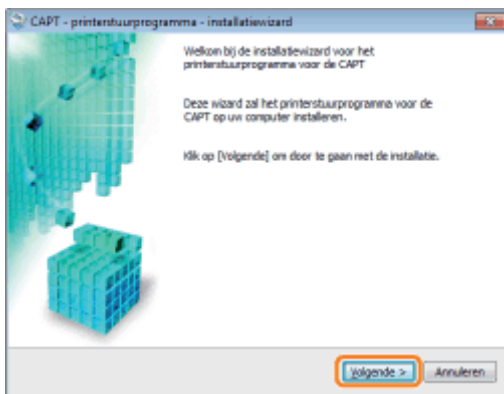 CAPT - printerstuurprogramma - installatiewizard
Welkom bij de installatiewizard voor het
printerstuurprogramma voor de CAPT
Deze wizard zal het printerstuurprogramma voor de
CAPT op uw computer installeren.
Klik op [Volgende] om door te gaan met de installatie.
Volgende >
Annuleren